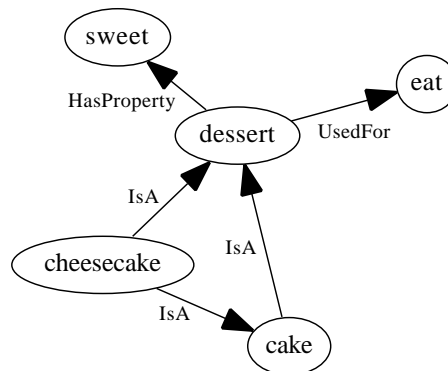 sweet
eat
HasProperty
dessert
UsedFor
IsA
IsA
cheesecake
IsA
cake